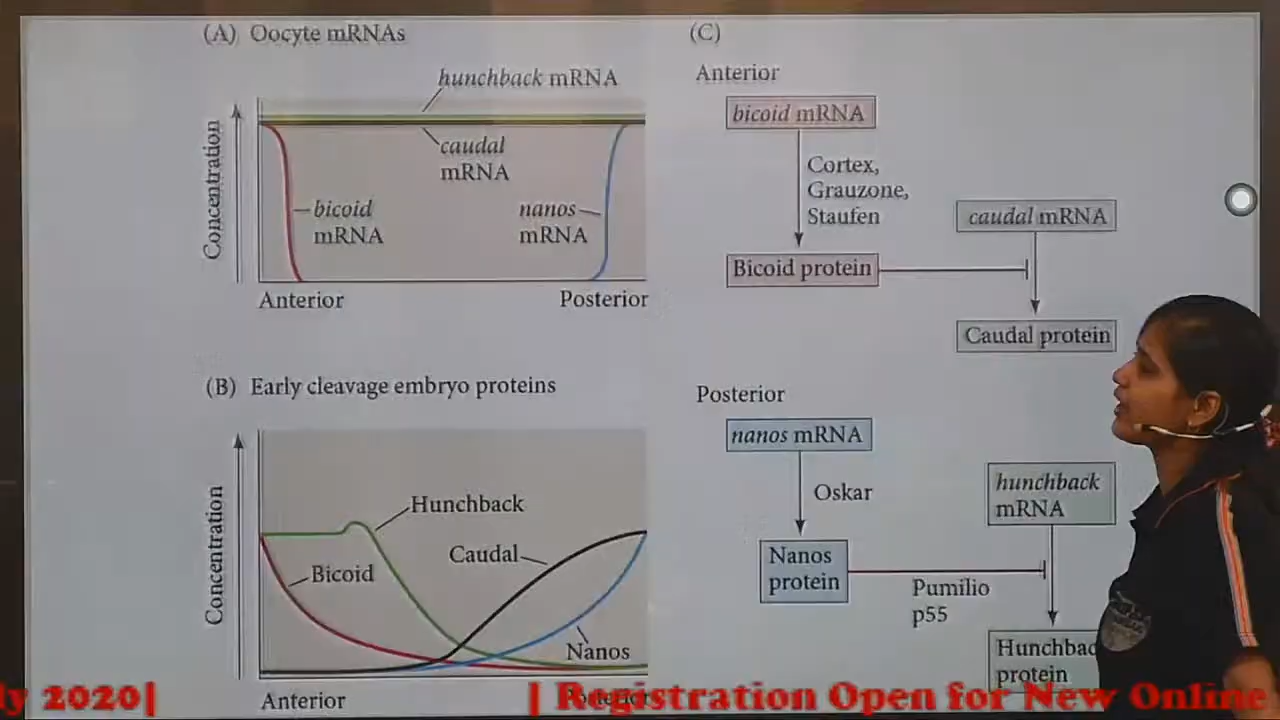 (A) Oocyte mRNAs
hunchback mRNA
caudal
mRNA
bicoid
mRNA
nanos
mRNA
Concentration
Anterior
Posterior
(B) Early cleavage embryo proteins
Hunchback
Caudal
Bicoid
Nanos
Concentration
Anterior
Posterior
(C)
Anterior
bicoid mRNA
Cortex,
Grauzone,
Staufen
caudal mRNA
Bicoid protein
Caudal protein
Posterior
nanos mRNA
Oskar
hunchback
mRNA
Nanos
protein
Pumilio
p55
Hunchbac
protein
ly 2020| | Registration Open for New Online